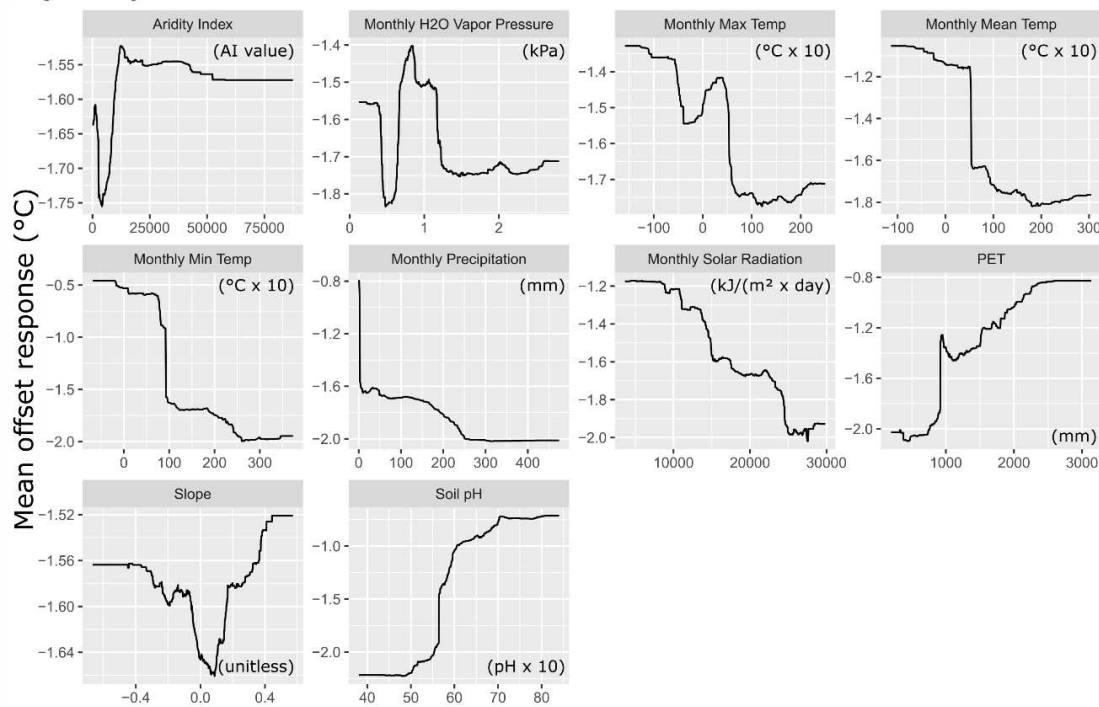 Aridity Index
Monthly H2O Vapor Pressure
Monthly Max Temp
Monthly Mean Temp
(AI value)
(kPa)
(°C x 10)
(°C x 10)
−1.55
−1.60
−1.65
−1.70
−1.75
−1.4
−1.5
−1.6
−1.7
−1.8
−1.4
−1.5
−1.6
−1.7
−1.2
−1.4
−1.6
−1.8
0 25000 50000 75000
0 1 2
−100 0 100 200
−100 0 100 200 300
Mean offset response (°C)
Monthly Min Temp
Monthly Precipitation
Monthly Solar Radiation
PET
(°C x 10)
(mm)
(kJ/(m² x day)
(mm)
−0.5
−1.0
−1.5
−2.0
−0.8
−1.2
−1.6
−2.0
−1.2
−1.4
−1.6
−1.8
−2.0
−0.8
−1.2
−1.6
−2.0
0 100 200 300
0 100 200 300 400
10000 20000 30000
1000 2000 3000
Slope
Soil pH
−1.52
−1.56
−1.60
−1.64
(unitless)
−1.0
−1.5
−2.0
(pH x 10)
−0.4 0.0 0.4
40 50 60 70 80